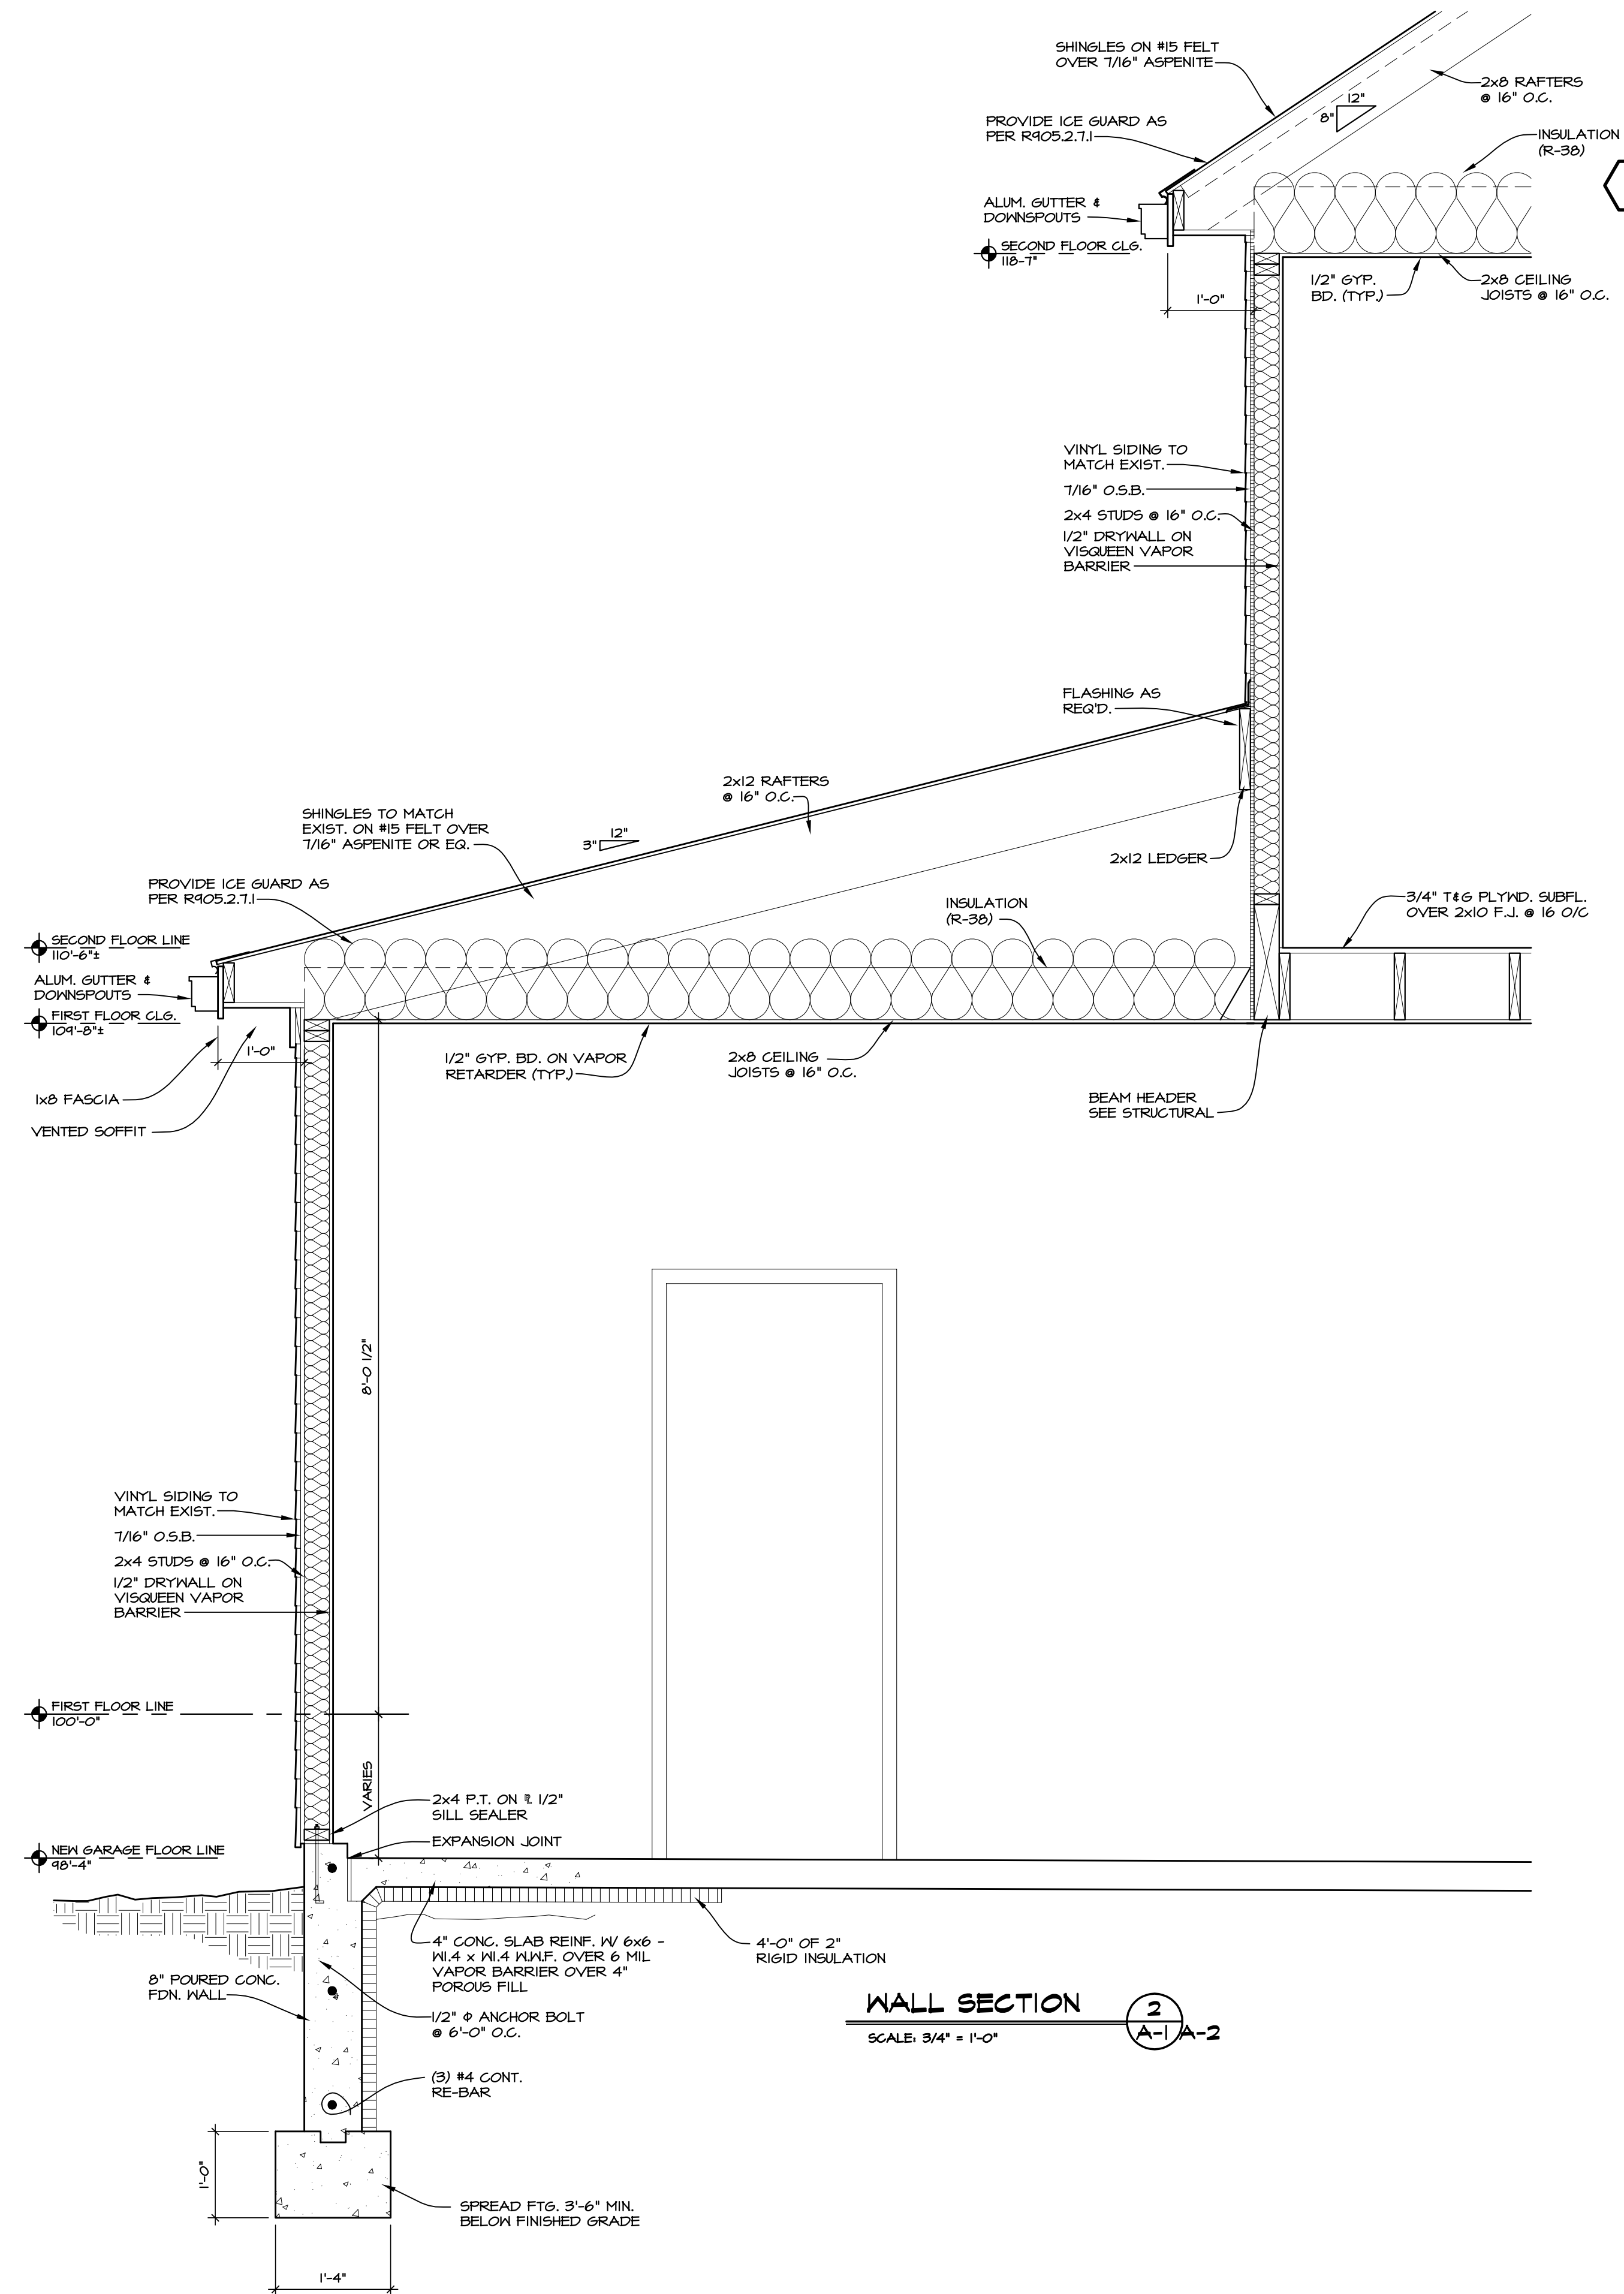 SHINGLES ON #15 FELT
OVER 7/16" ASPENITE
2x8 RAFTERS
@ 16" O.C.
12"
8"
PROVIDE ICE GUARD AS
PER R905.2.7.1
INSULATION
(R-38)
ALUM. GUTTER &
DOWNSPOUTS
SECOND FLOOR CLG.
118-7"
1'-0"
1/2" GYP.
BD. (TYP.)
2x8 CEILING
JOISTS @ 16" O.C.
VINYL SIDING TO
MATCH EXIST.
7/16" O.S.B.
2x4 STUDS @ 16" O.C.
1/2" DRYWALL ON
VISQUEEN VAPOR
BARRIER
FLASHING AS
REQ'D.
2x12 RAFTERS
@ 16" O.C.
SHINGLES TO MATCH
EXIST. ON #15 FELT OVER
7/16" ASPENITE OR EQ.
12"
3"
2x12 LEDGER
PROVIDE ICE GUARD AS
PER R905.2.7.1
INSULATION
(R-38)
3/4" T&G PLYWD. SUBFL.
OVER 2x10 F.J. @ 16 O/C
SECOND FLOOR LINE
110'-6"±
ALUM. GUTTER &
DOWNSPOUTS
FIRST FLOOR CLG.
109'-8"±
1'-0"
1/2" GYP. BD. ON VAPOR
RETARDER (TYP.)
2x8 CEILING
JOISTS @ 16" O.C.
1x8 FASCIA
VENTED SOFFIT
BEAM HEADER
SEE STRUCTURAL
8'-0 1/2"
VINYL SIDING TO
MATCH EXIST.
7/16" O.S.B.
2x4 STUDS @ 16" O.C.
1/2" DRYWALL ON
VISQUEEN VAPOR
BARRIER
FIRST FLOOR LINE
100'-0"
VARIES
2x4 P.T. ON 1/2"
SILL SEALER
EXPANSION JOINT
NEW GARAGE FLOOR LINE
98'-4"
4" CONC. SLAB REINF. W/ 6x6 -
W1.4 x W1.4 W.W.F. OVER 6 MIL
VAPOR BARRIER OVER 4"
POROUS FILL
4'-0" OF 2"
RIGID INSULATION
8" POURED CONC.
FDN. WALL
1/2" Φ ANCHOR BOLT
@ 6'-0" O.C.
WALL SECTION
SCALE: 3/4" = 1'-0"
2
A-1 A-2
(3) #4 CONT.
RE-BAR
1'-0"
SPREAD FTG. 3'-6" MIN.
BELOW FINISHED GRADE
1'-4"